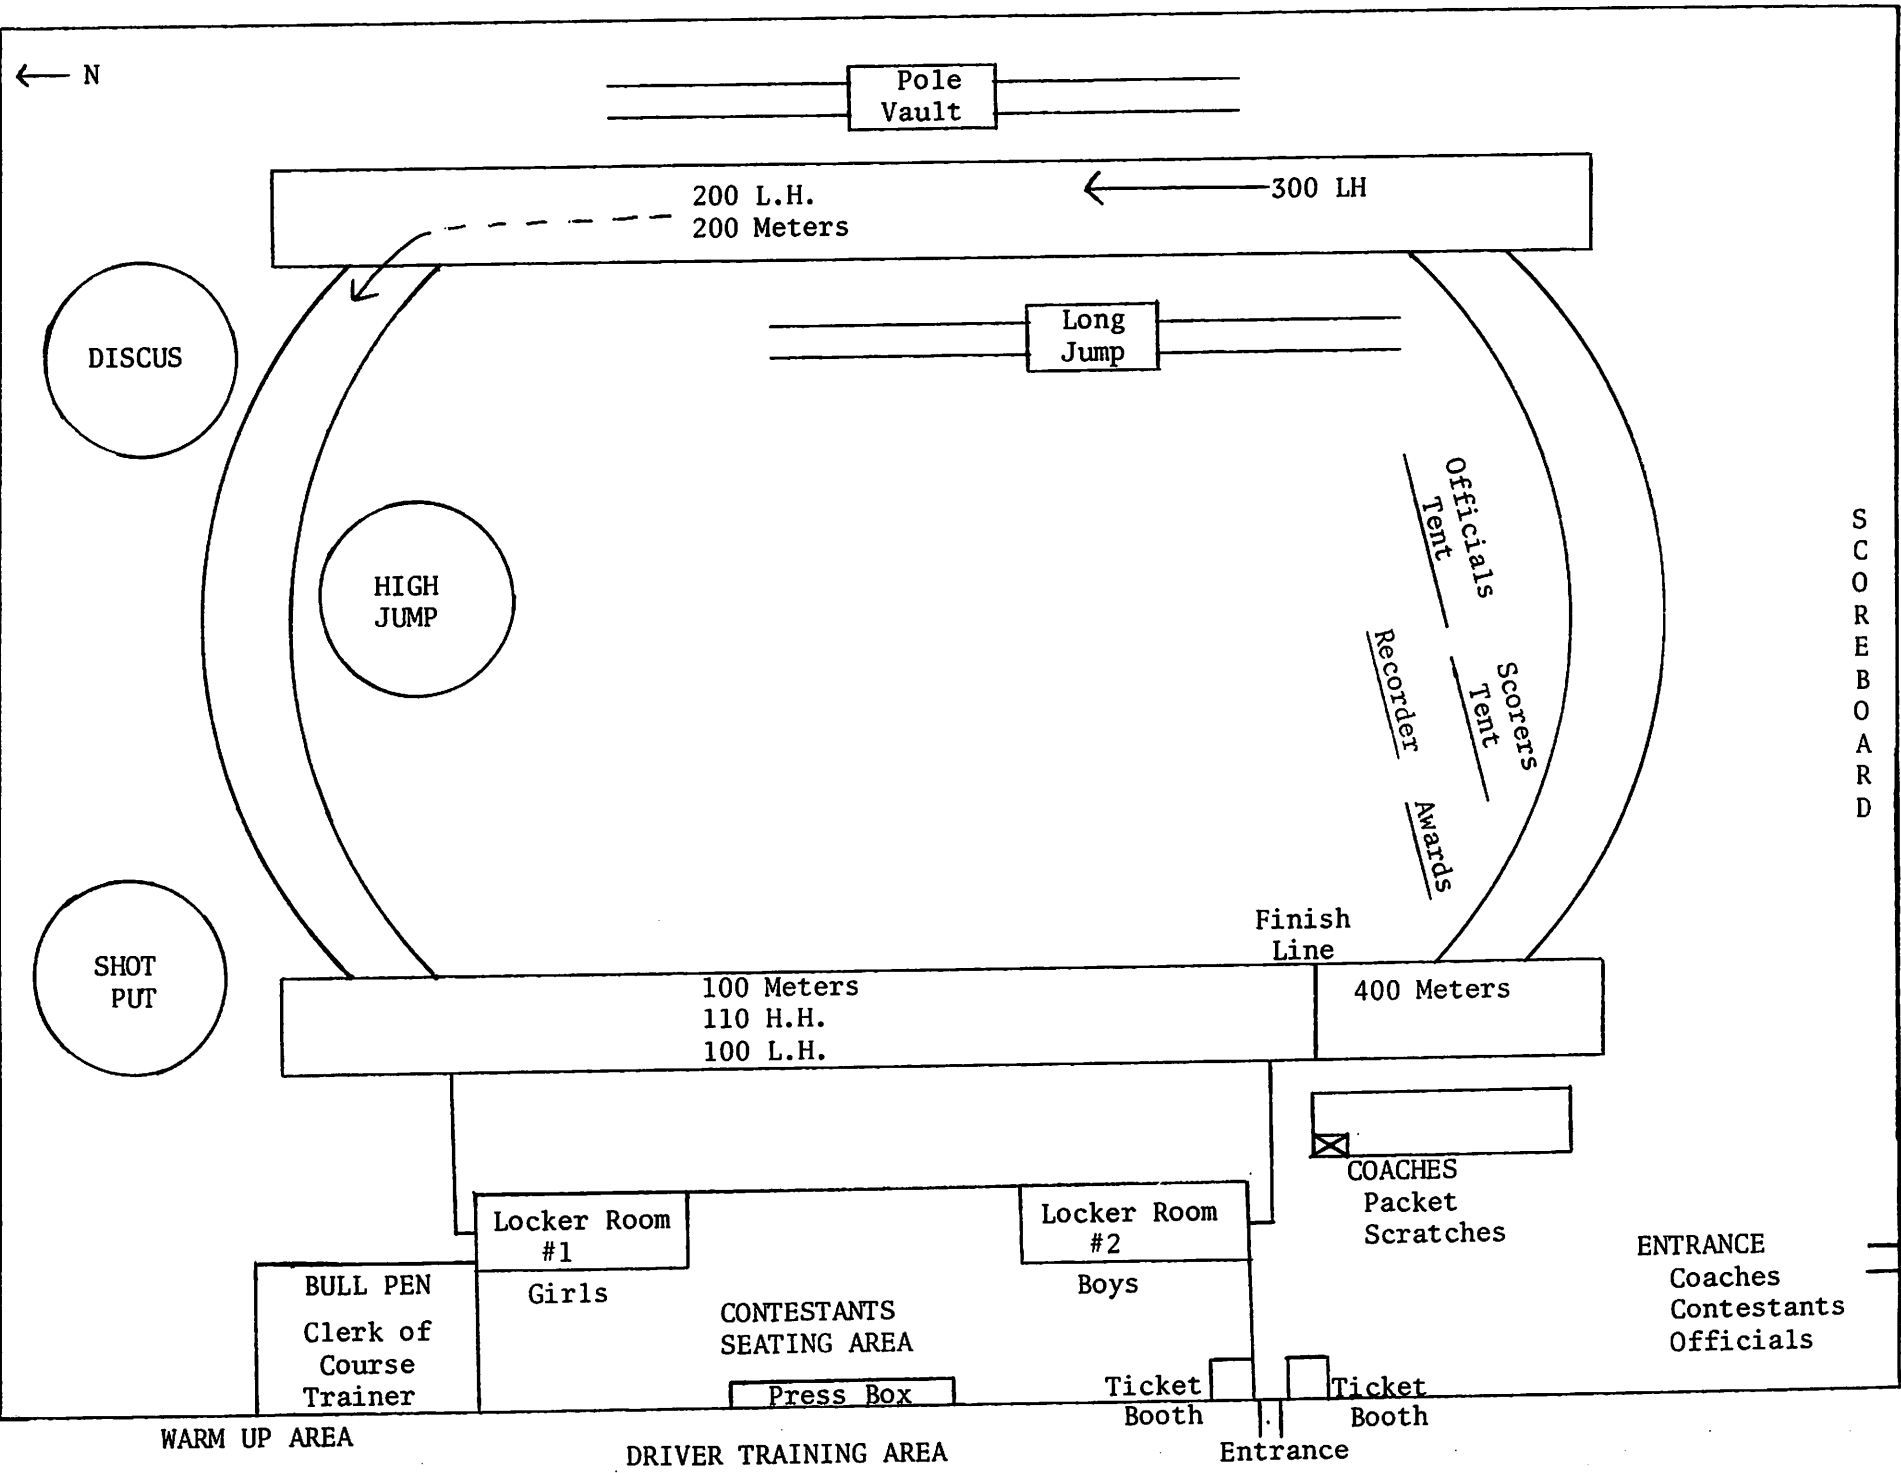 N
Pole
Vault
200 L.H.
200 Meters
300 LH
Long
Jump
DISCUS
HIGH
JUMP
Officials
Tent
Recorder
Scorers
Tent
Awards
SCOREBOARD
SHOT
PUT
Finish
Line
100 Meters
110 H.H.
100 L.H.
400 Meters
COACHES
Packet
Scratches
Locker Room
#1
Girls
Locker Room
#2
Boys
ENTRANCE
Coaches
Contestants
Officials
BULL PEN
Clerk of
Course
Trainer
CONTESTANTS
SEATING AREA
Press Box
Ticket
Booth
Ticket
Booth
Entrance
WARM UP AREA
DRIVER TRAINING AREA